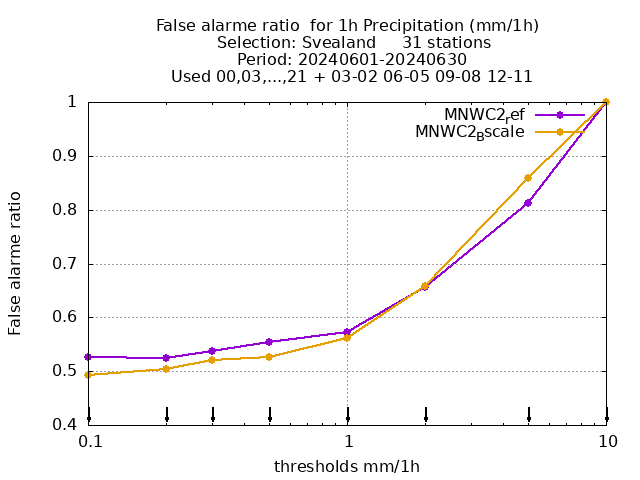 False alarme ratio  for 1h Precipitation (mm/1h)
Selection: Svealand     31 stations
Period: 20240601-20240630
Used 00,03,...,21 + 03-02 06-05 09-08 12-11
MNWC2ref
MNWC2Bscale
1
0.9
0.8
0.7
0.6
0.5
0.4
False alarme ratio
0.1 1 10
thresholds mm/1h